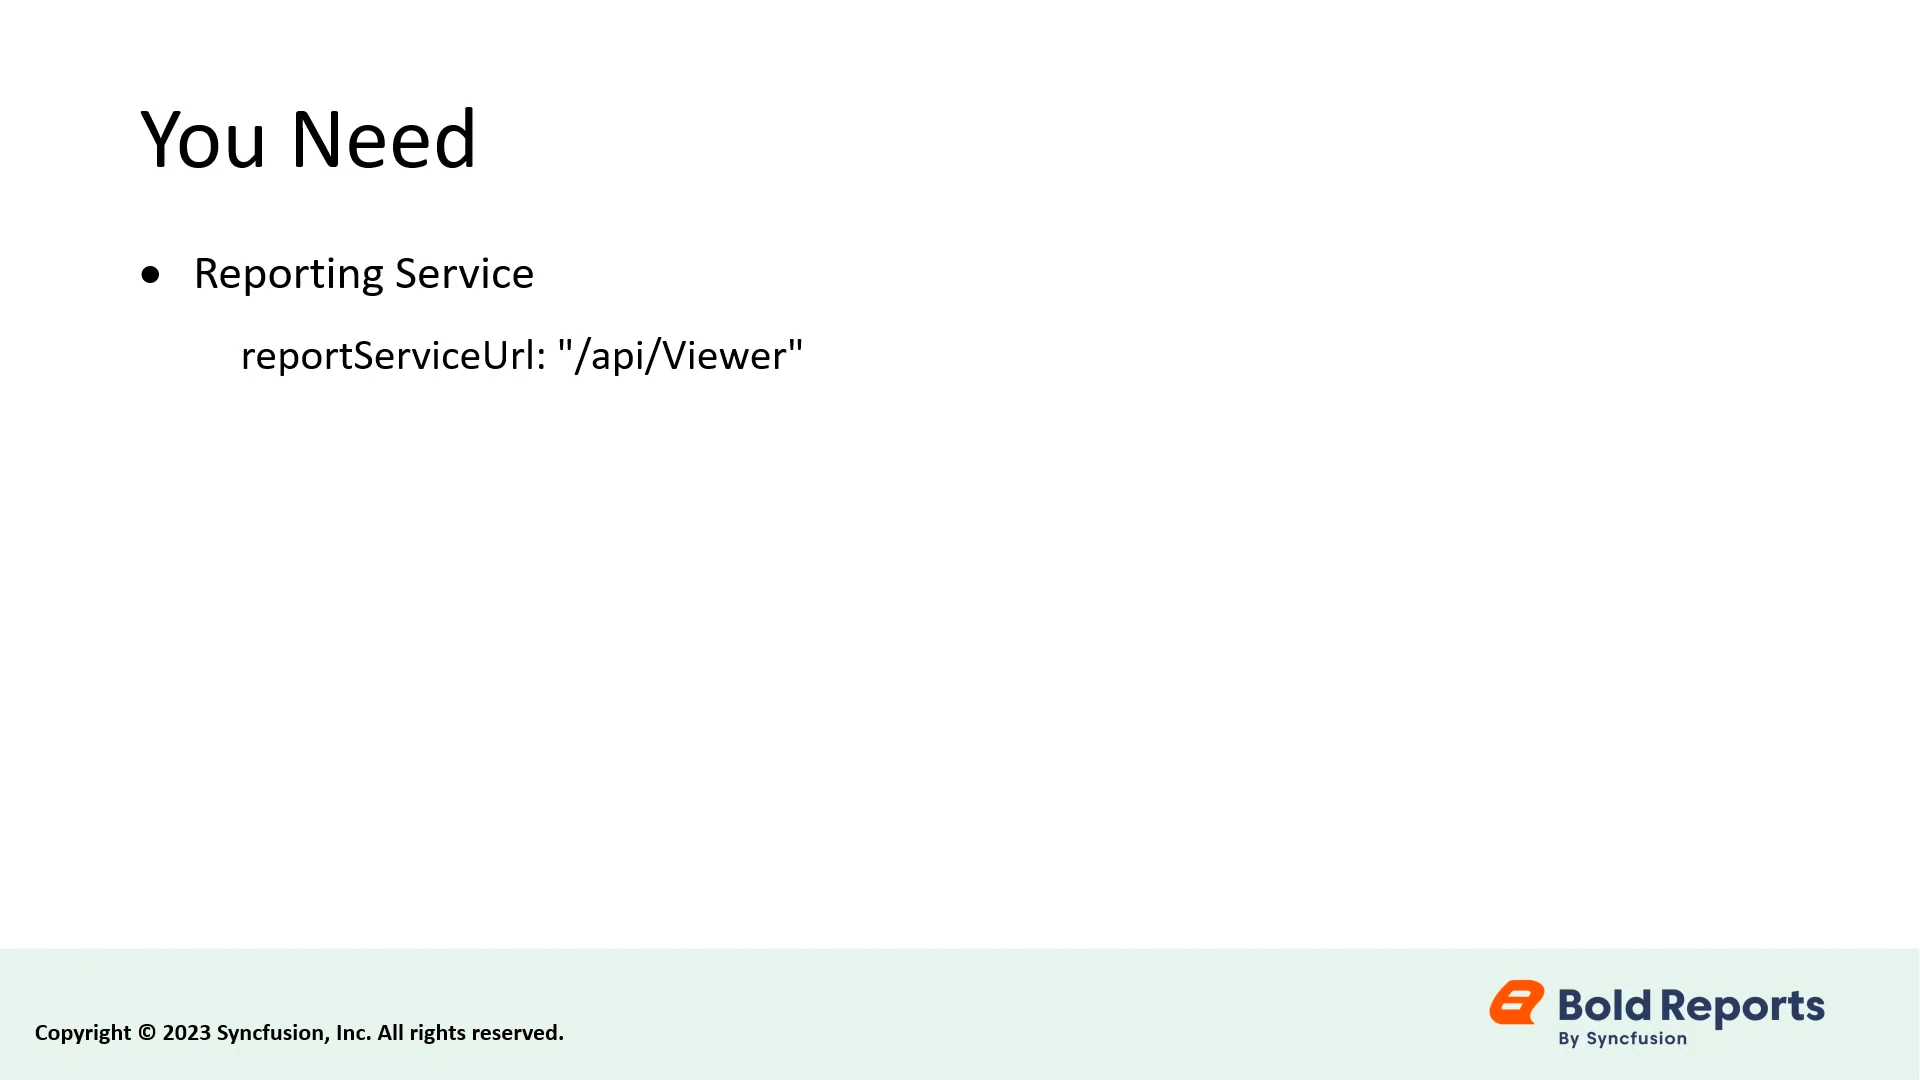 You Need
● Reporting Service
reportServiceUrl: "/api/Viewer"
Copyright © 2023 Syncfusion, Inc. All rights reserved.
Bold Reports
By Syncfusion